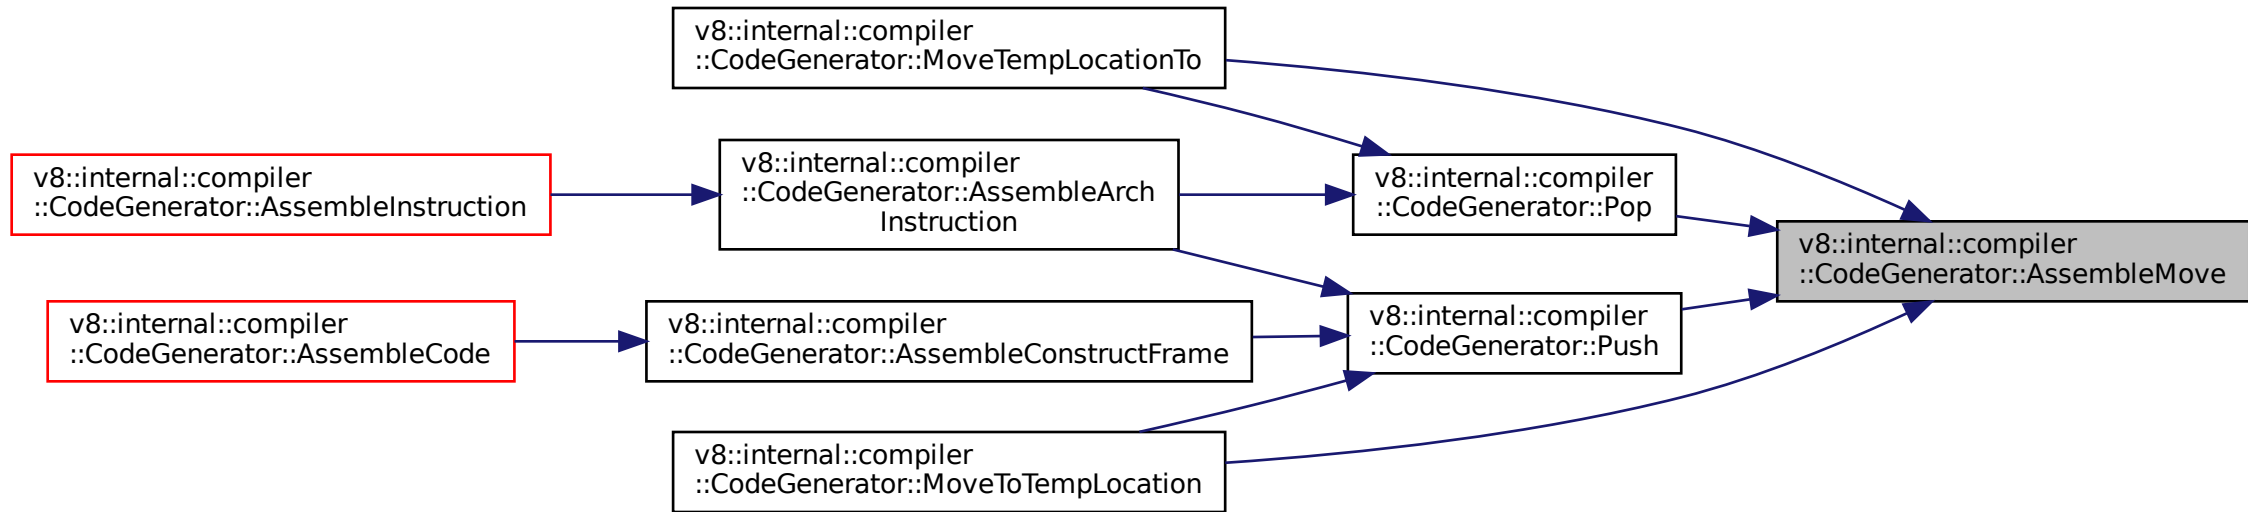 v8::internal::compiler
::CodeGenerator::MoveTempLocationTo
v8::internal::compiler
::CodeGenerator::AssembleInstruction
v8::internal::compiler
::CodeGenerator::AssembleArch
Instruction
v8::internal::compiler
::CodeGenerator::Pop
v8::internal::compiler
::CodeGenerator::AssembleMove
v8::internal::compiler
::CodeGenerator::AssembleCode
v8::internal::compiler
::CodeGenerator::AssembleConstructFrame
v8::internal::compiler
::CodeGenerator::Push
v8::internal::compiler
::CodeGenerator::MoveToTempLocation